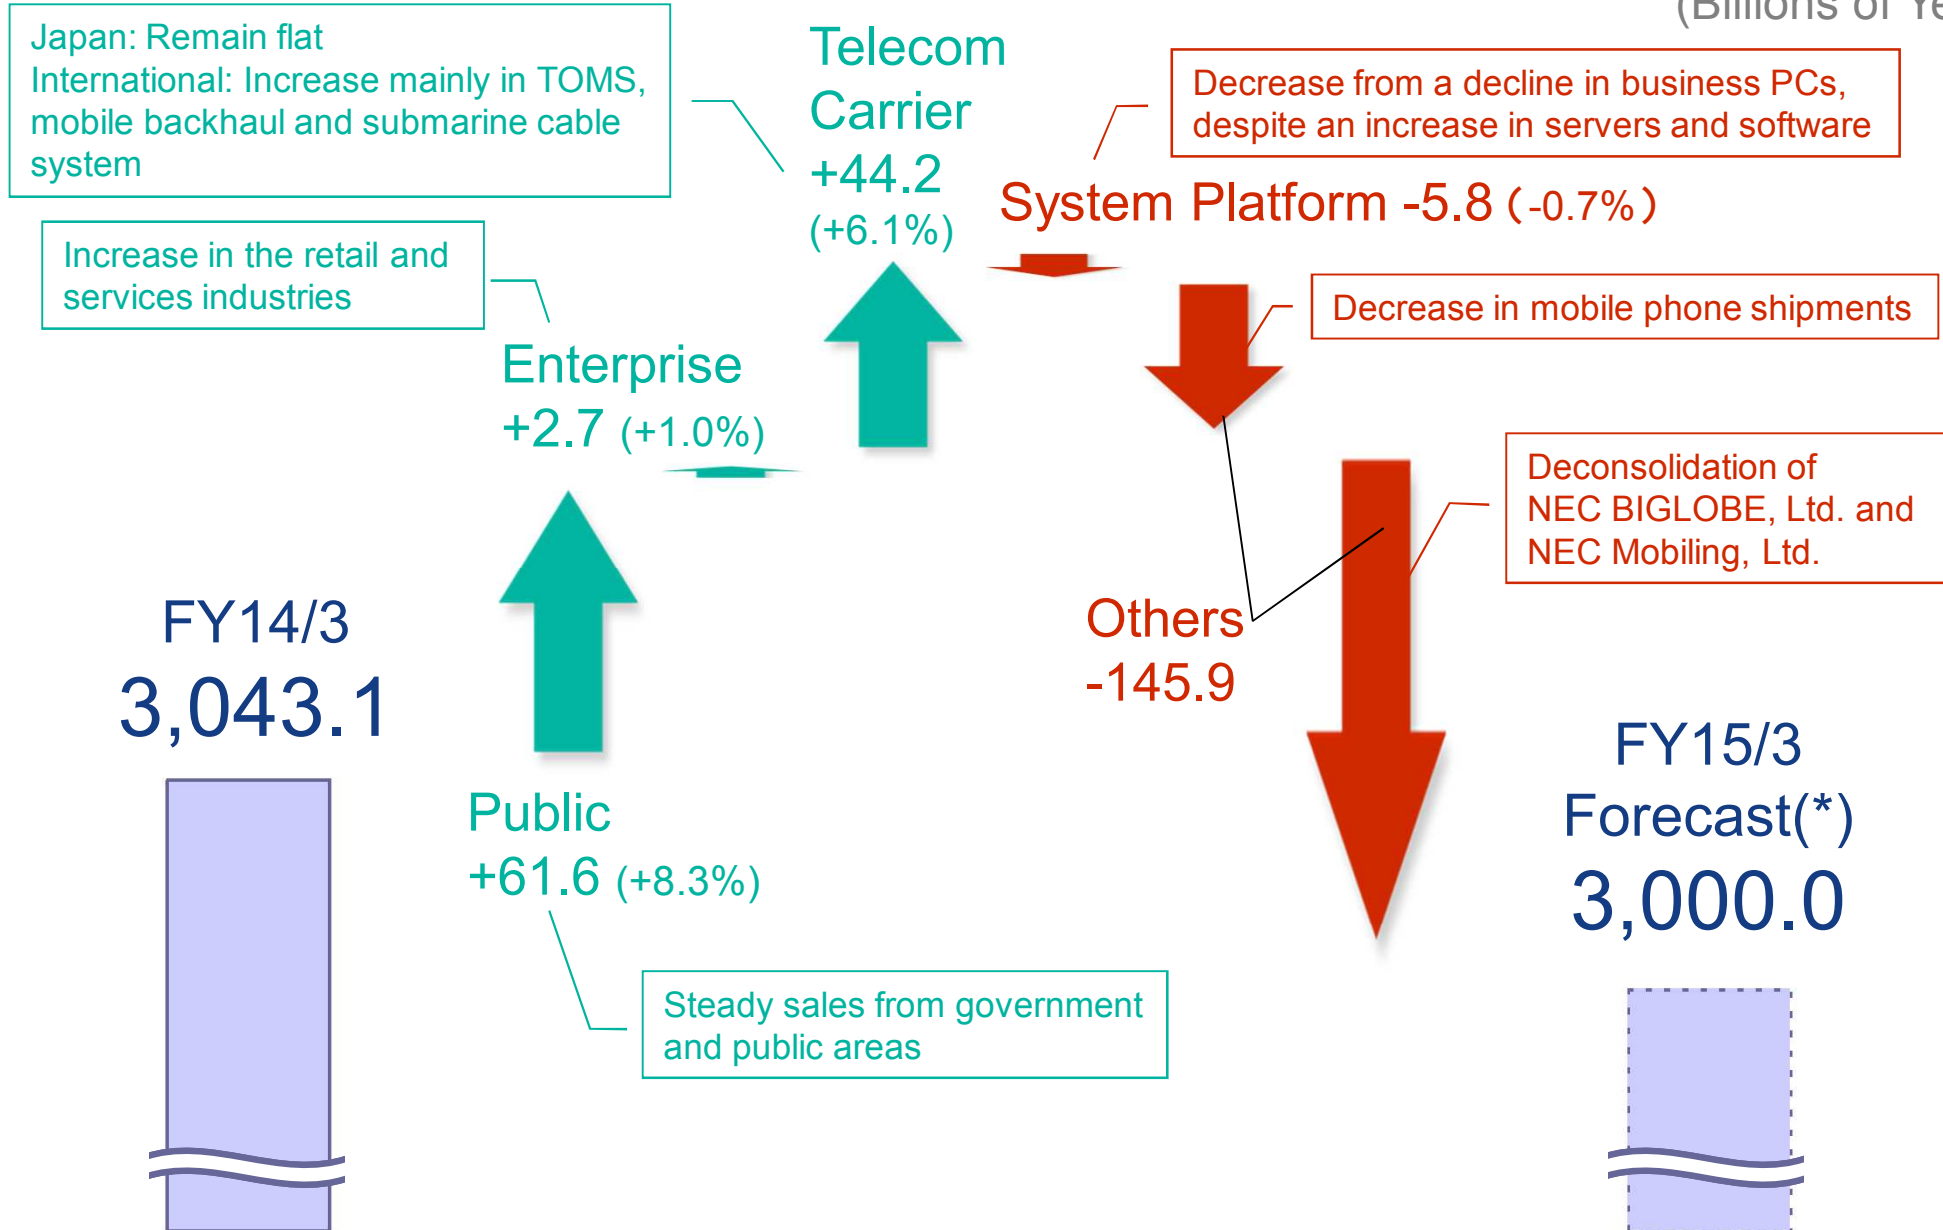 (Billions of Ye
Japan: Remain flat
International: Increase mainly in TOMS,
mobile backhaul and submarine cable
system
Telecom
Carrier
+44.2
(+6.1%)
Decrease from a decline in business PCs,
despite an increase in servers and software
System Platform -5.8 (-0.7%)
Increase in the retail and
services industries
Decrease in mobile phone shipments
Enterprise
+2.7 (+1.0%)
Deconsolidation of
NEC BIGLOBE, Ltd. and
NEC Mobiling, Ltd.
FY14/3
3,043.1
Others
-145.9
Public
+61.6 (+8.3%)
FY15/3
Forecast(*)
3,000.0
Steady sales from government
and public areas